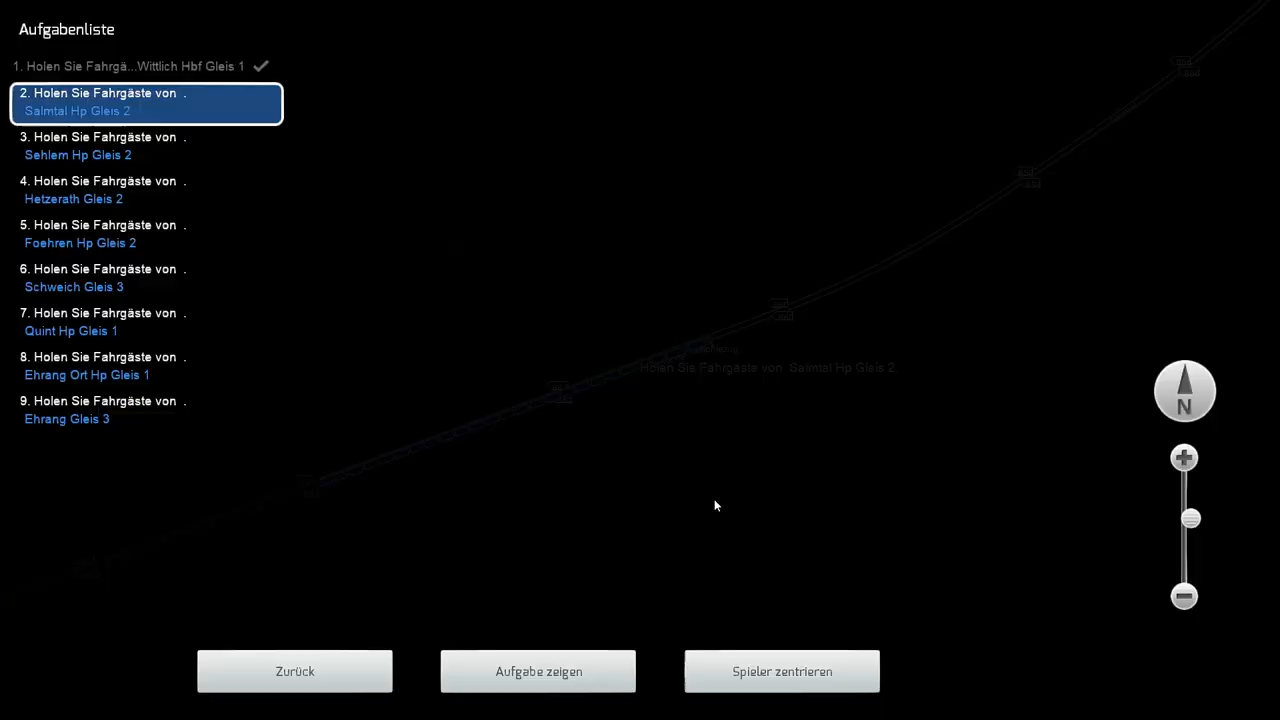 Aufgabenliste
1. Holen Sie Fahrgä...Wittlich Hbf Gleis 1
2. Holen Sie Fahrgäste von .
Salmtal Hp Gleis 2
3. Holen Sie Fahrgäste von .
Sehlem Hp Gleis 2
4. Holen Sie Fahrgäste von .
Hetzerath Gleis 2
5. Holen Sie Fahrgäste von .
Foehren Hp Gleis 2
6. Holen Sie Fahrgäste von .
Schweich Gleis 3
7. Holen Sie Fahrgäste von .
Quint Hp Gleis 1
8. Holen Sie Fahrgäste von .
Ehrang Ort Hp Gleis 1
9. Holen Sie Fahrgäste von .
Ehrang Gleis 3
Holen Sie Fahrgäste von Salmtal Hp Gleis 2.
N
Zurück
Aufgabe zeigen
Spieler zentrieren